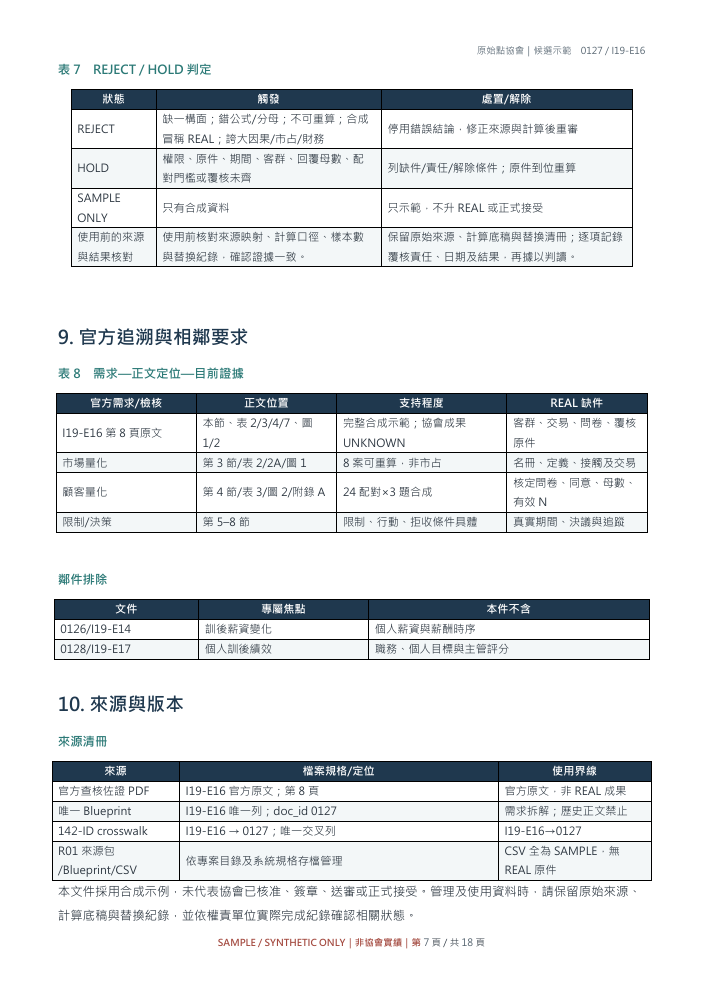 原始點協會 | 候選示範　0127 / I19-E16
表 7　REJECT / HOLD 判定
狀態　觸發　處置/解除
REJECT　缺一構面；錯公式/分母；不可重算；合成冒稱 REAL；誇大因果/市占/財務　停用錯誤結論，修正來源與計算後重審
HOLD　權限、原件、期間、客群、回覆母數、配對門檻或覆核未齊　列缺件/責任/解除條件；原件到位重算
SAMPLE ONLY　只有合成資料　只示範，不升 REAL 或正式接受
使用前的來源與結果核對　使用前核對來源映射、計算口徑、樣本數與替換紀錄，確認證據一致。　保留原始來源、計算底稿與替換清冊；逐項記錄覆核責任、日期及結果，再據以判讀。
9. 官方追溯與相鄰要求
表 8　需求—正文定位—目前證據
官方需求/檢核　正文位置　支持程度　REAL 缺件
I19-E16 第 8 頁原文　本節、表 2/3/4/7、圖 1/2　完整合成示範；協會成果 UNKNOWN　客群、交易、問卷、覆核原件
市場量化　第 3 節/表 2/2A/圖 1　8 案可重算，非市占　名冊、定義、接觸及交易
顧客量化　第 4 節/表 3/圖 2/附錄 A　24 配對×3 題合成　核定問卷、同意、母數、有效 N
限制/決策　第 5–8 節　限制、行動、拒收條件具體　真實期間、決議與追蹤
鄰件排除
文件　專屬焦點　本件不含
0126/I19-E14　訓後薪資變化　個人薪資與薪酬時序
0128/I19-E17　個人訓後績效　職務、個人目標與主管評分
10. 來源與版本
來源清冊
來源　檔案規格/定位　使用界線
官方查核佐證 PDF　I19-E16 官方原文；第 8 頁　官方原文，非 REAL 成果
唯一 Blueprint　I19-E16 唯一列；doc_id 0127　需求拆解；歷史正文禁止
142-ID crosswalk　I19-E16 → 0127；唯一交叉列　I19-E16→0127
R01 來源包/Blueprint/CSV　依專案目錄及系統規格存檔管理　CSV 全為 SAMPLE，無 REAL 原件
本文件採用合成示例，未代表協會已核准、簽章、送審或正式接受。管理及使用資料時，請保留原始來源、
計算底稿與替換紀錄，並依權責單位實際完成紀錄確認相關狀態。
SAMPLE / SYNTHETIC ONLY | 非協會實績 | 第 7 頁 / 共 18 頁